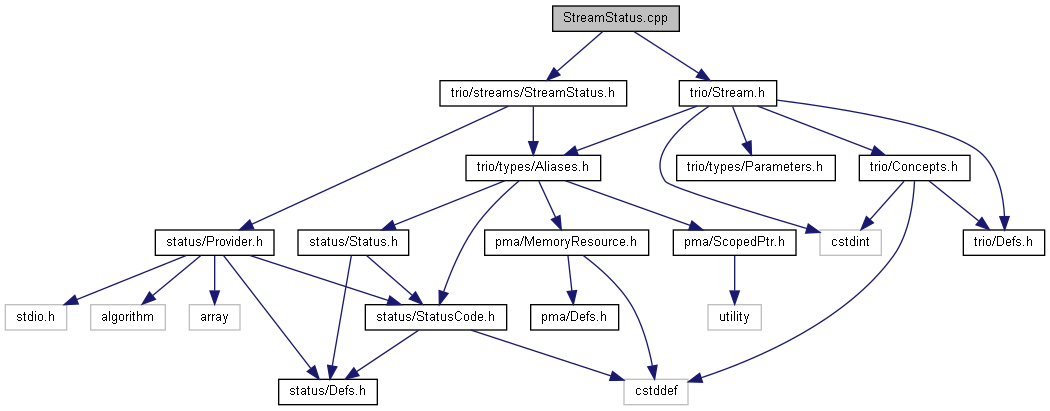 StreamStatus.cpp
trio/streams/StreamStatus.h
trio/Stream.h
trio/types/Aliases.h
trio/types/Parameters.h
trio/Concepts.h
status/Provider.h
status/Status.h
pma/MemoryResource.h
pma/ScopedPtr.h
cstdint
trio/Defs.h
stdio.h
algorithm
array
status/StatusCode.h
pma/Defs.h
utility
status/Defs.h
cstddef